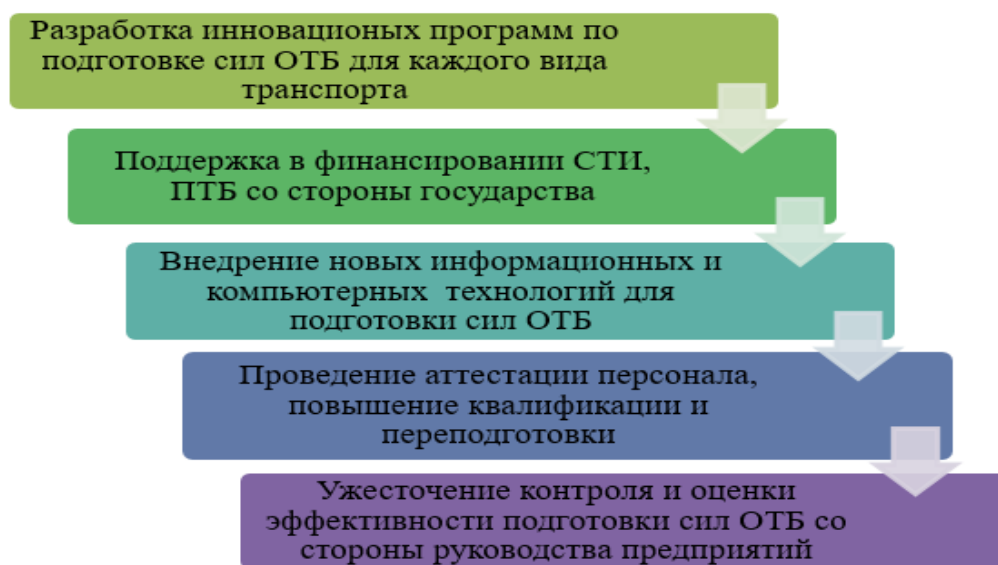 Разработка инновационых программ по
подготовке сил ОТБ для каждого вида
транспорта
Поддержка в финансировании СТИ,
ПТБ со стороны государства
Внедрение новых информационных и
компьютерных технологий для
подготовки сил ОТБ
Проведение аттестации персонала,
повышение квалификации и
переподготовки
Ужесточение контроля и оценки
эффективности подготовки сил ОТБ со
стороны руководства предприятий